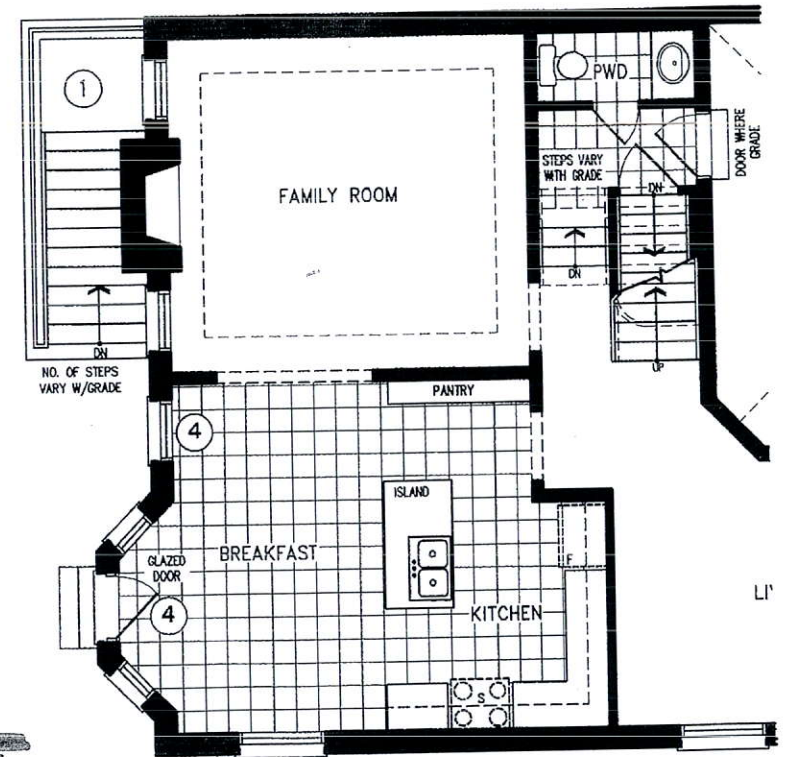 1
PWD
FAMILY ROOM
STEPS VARY
WITH GRADE
DOOR WHERE
GRADE
DN
DN
DN
UP
NO. OF STEPS
VARY W/GRADE
PANTRY
4
ISLAND
BREAKFAST
GLAZED
DOOR
F
4
KITCHEN
S
LI